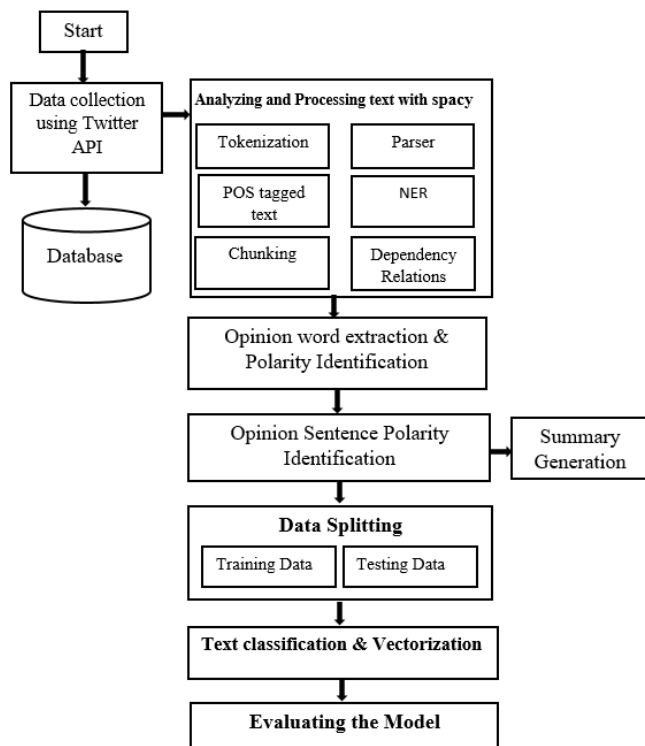 Start
Data collection
using Twitter
API
Database
Analyzing and Processing text with spacy
Tokenization
Parser
POS tagged
text
NER
Chunking
Dependency
Relations
Opinion word extraction &
Polarity Identification
Opinion Sentence Polarity
Identification
Summary
Generation
Data Splitting
Training Data
Testing Data
Text classification & Vectorization
Evaluating the Model